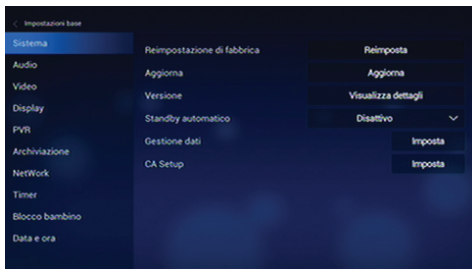 Impostazioni base
Sistema
Audio
Video
Display
PVR
Archiviazione
NetWork
Timer
Blocco bambino
Data e ora
Reimpostazione di fabbrica Reimposta
Aggiorna Aggiorna
Versione Visualizza dettagli
Standby automatico Disattivo
Gestione dati Imposta
CA Setup Imposta